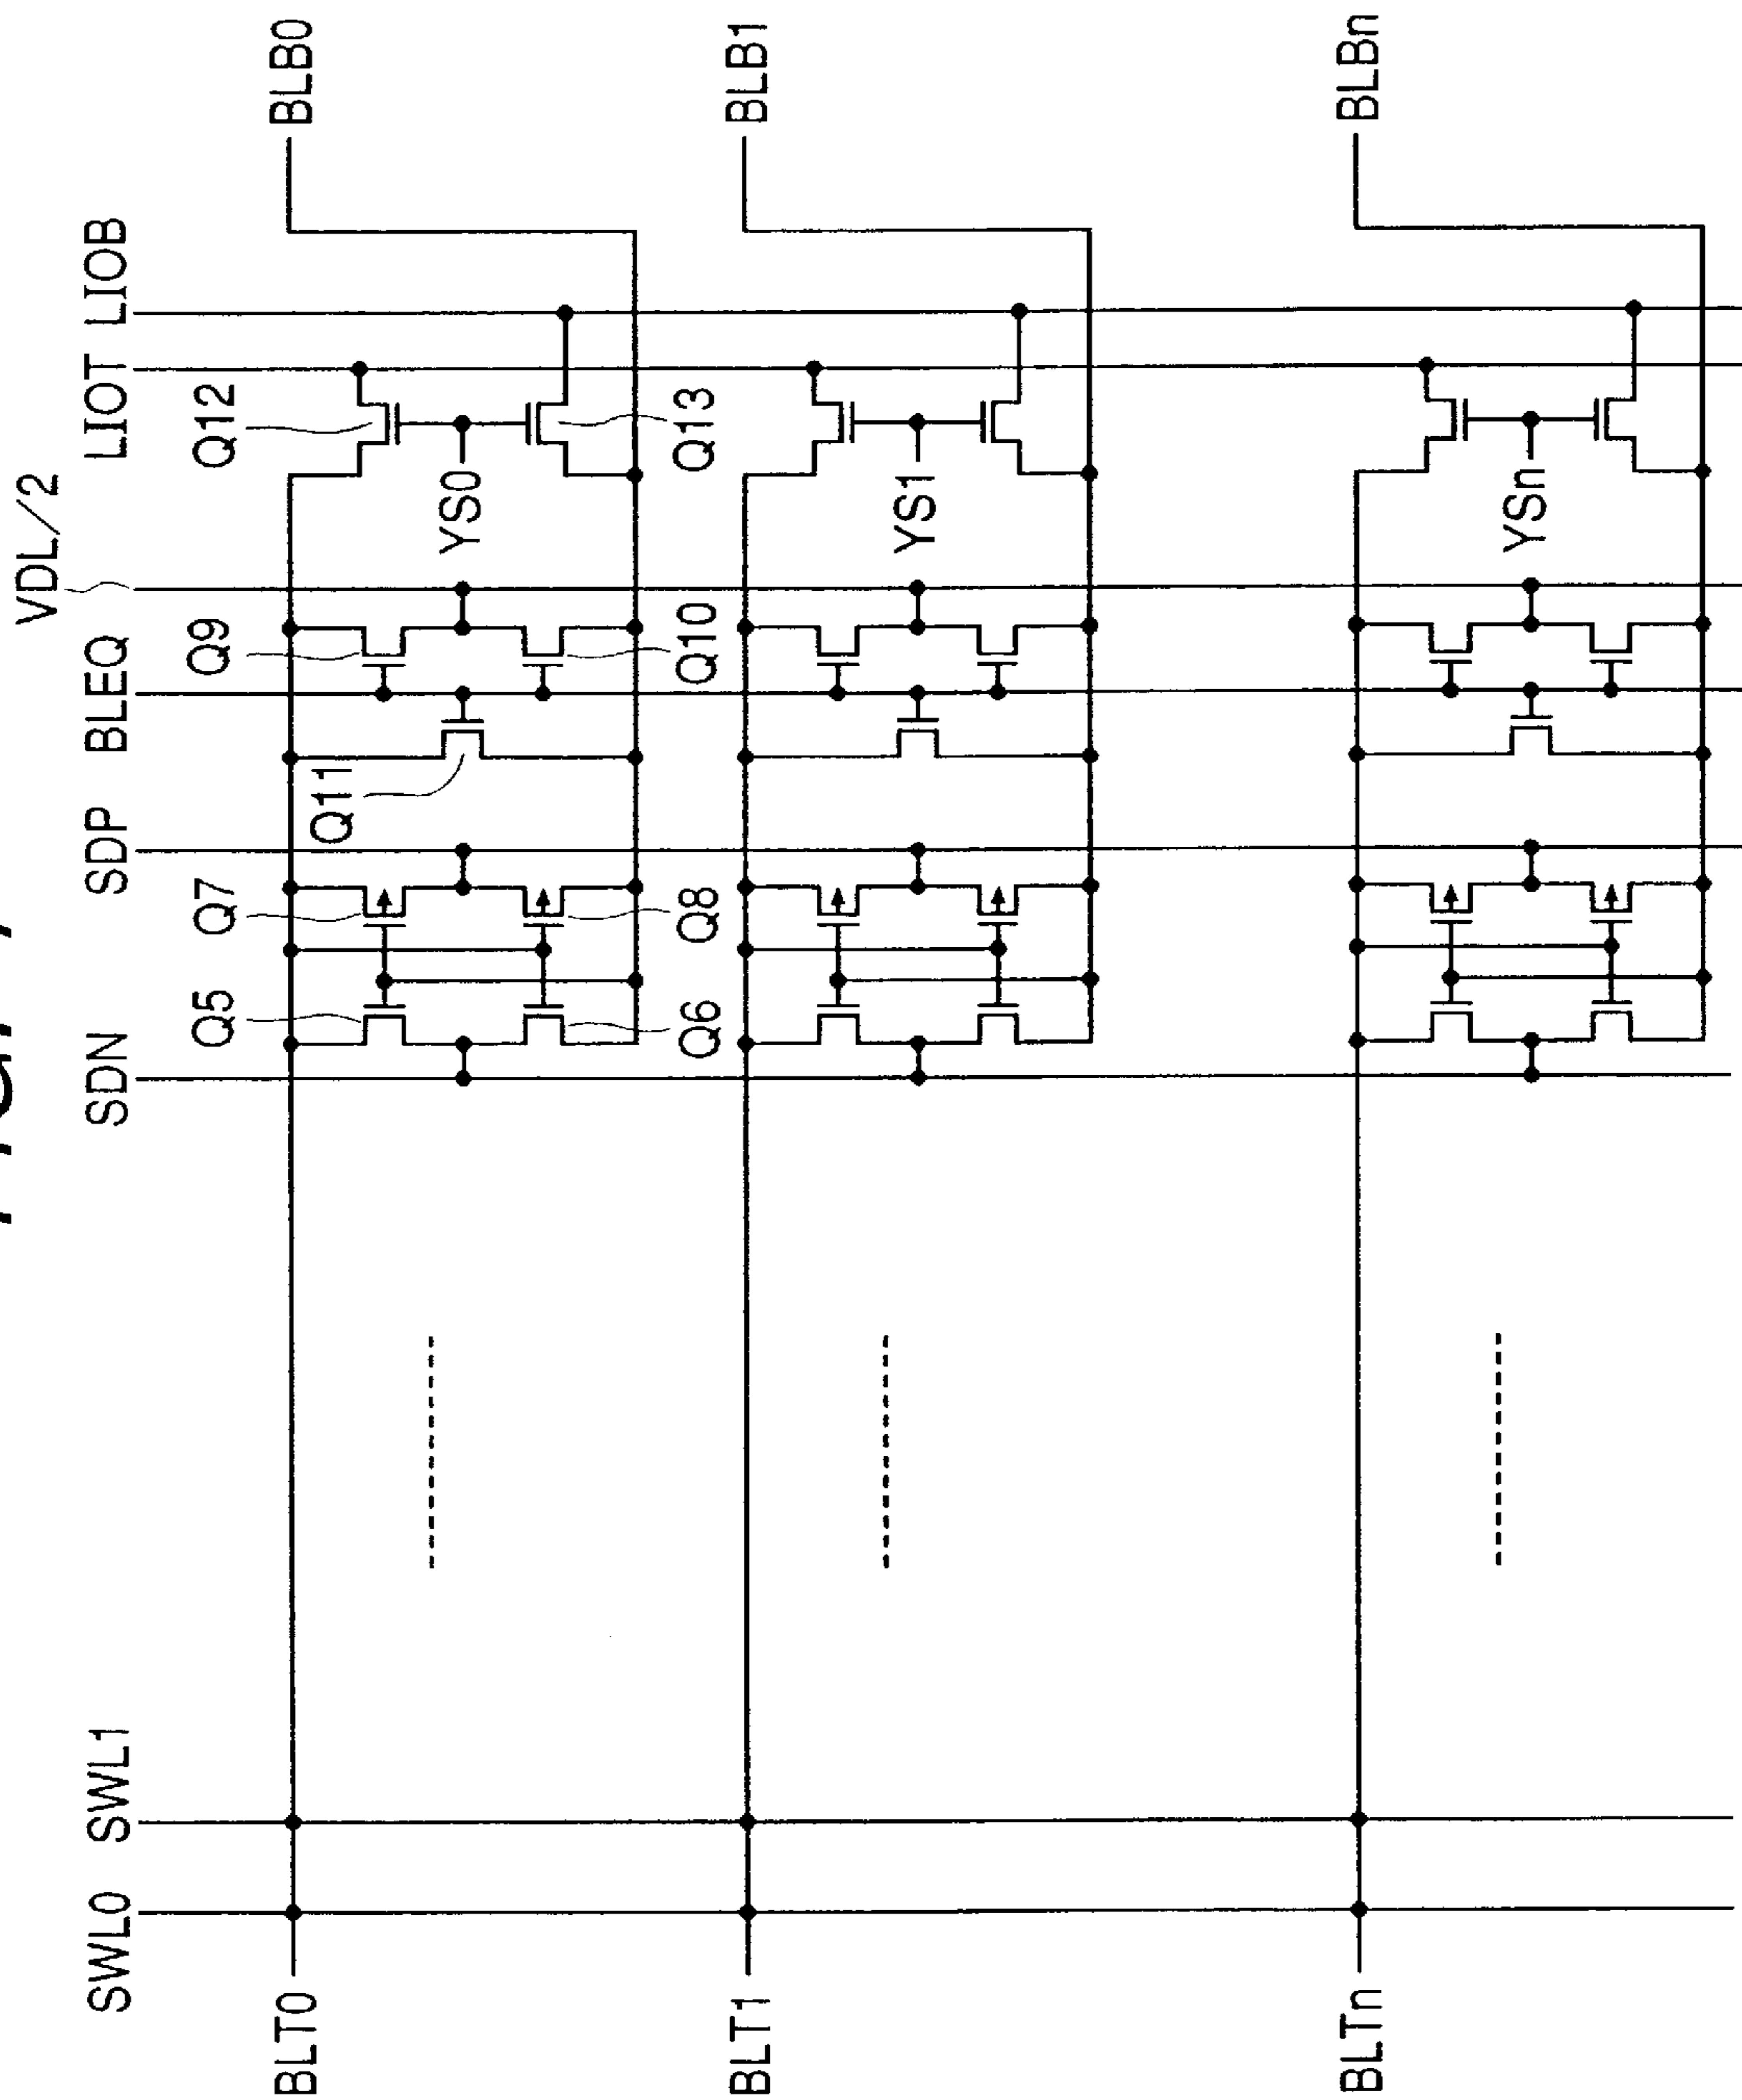 VDL/2
SWL0
SWL1
SDN
SDP
BLEQ
LIOT
LIOB
Q5
Q7
Q9
Q12
BLT0
BLB0
Q11
YS0
Q6
Q8
Q10
Q13
BLT1
BLB1
YS1
BLTn
BLBn
YSn